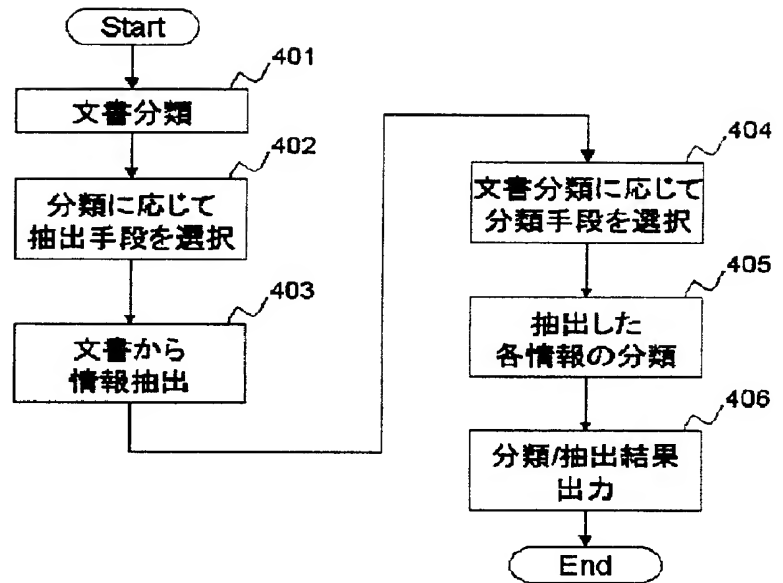 Start
401
文書分類
402
分類に応じて
抽出手段を選択
403
文書から
情報抽出
404
文書分類に応じて
分類手段を選択
405
抽出した
各情報の分類
406
分類/抽出結果
出力
End